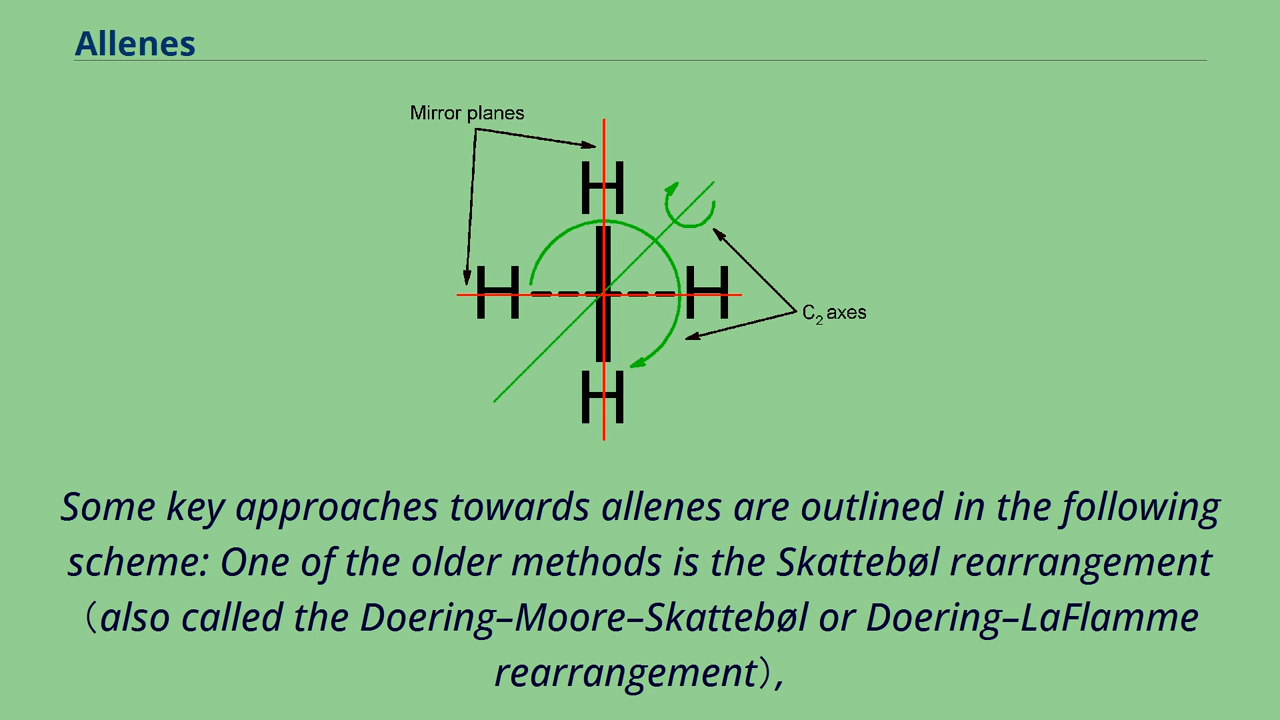 Allenes
Mirror planes
H
H H
C₂ axes
H
Some key approaches towards allenes are outlined in the following
scheme: One of the older methods is the Skattebøl rearrangement
（also called the Doering–Moore–Skattebøl or Doering–LaFlamme
rearrangement）,